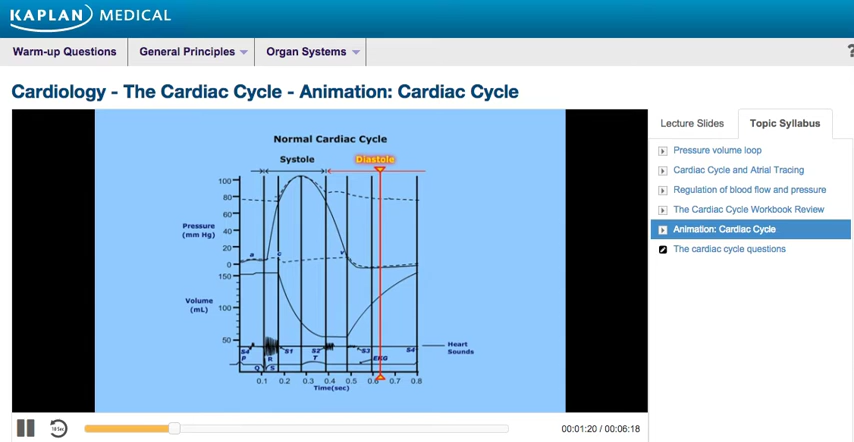 KAPLAN MEDICAL
Warm-up Questions
General Principles
Organ Systems
?
Cardiology - The Cardiac Cycle - Animation: Cardiac Cycle
Normal Cardiac Cycle
Systole
Diastole
100
80
60
40
20
0
Pressure
(mm Hg)
a
c
v
150
100
50
Volume
(mL)
S4
S1
S2
S3
S4
Heart
Sounds
P
R
T
EKG
Q
S
0.1 0.2 0.3 0.4 0.5 0.6 0.7 0.8
Time(sec)
10 Sec
00:01:20 / 00:06:18
Lecture Slides
Topic Syllabus
Pressure volume loop
Cardiac Cycle and Atrial Tracing
Regulation of blood flow and pressure
The Cardiac Cycle Workbook Review
Animation: Cardiac Cycle
The cardiac cycle questions